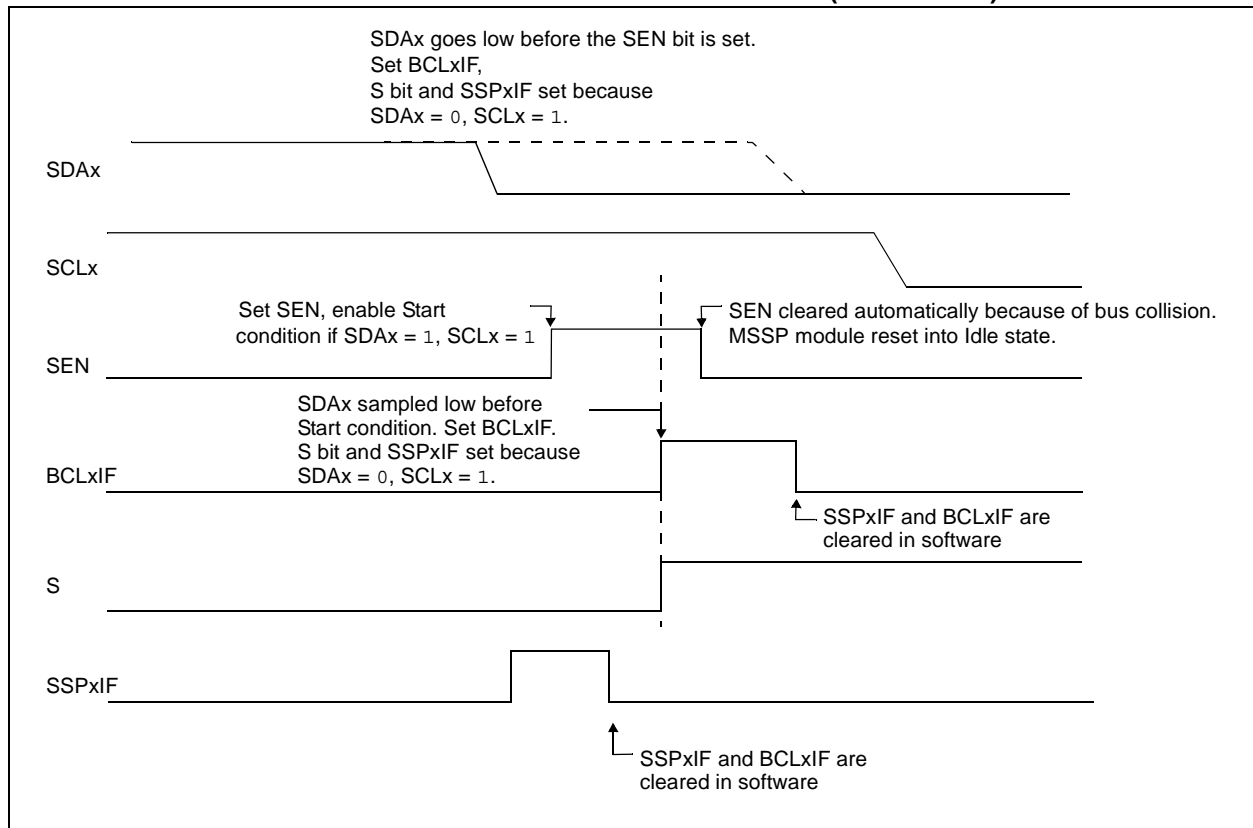 SDAx goes low before the SEN bit is set.
Set BCLxIF,
S bit and SSPxIF set because
SDAx = 0, SCLx = 1.
SDAx
SCLx
Set SEN, enable Start
condition if SDAx = 1, SCLx = 1
SEN cleared automatically because of bus collision.
MSSP module reset into Idle state.
SEN
SDAx sampled low before
Start condition. Set BCLxIF.
S bit and SSPxIF set because
SDAx = 0, SCLx = 1.
BCLxIF
SSPxIF and BCLxIF are
cleared in software
S
SSPxIF
SSPxIF and BCLxIF are
cleared in software